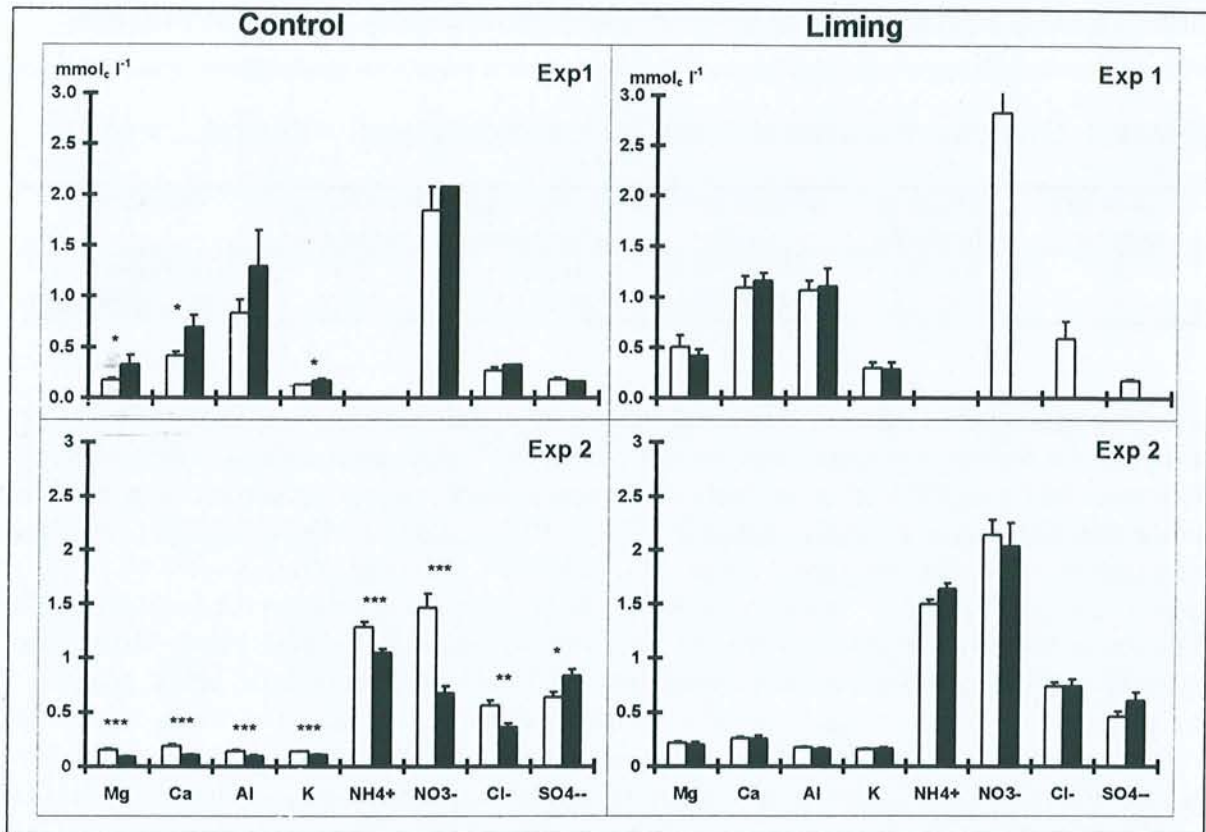 Control Liming
mmolc l-1 Exp1
3.0
2.5
2.0
1.5
1.0 *
* *
0.5
0.0
mmolc l-1 Exp 1
3.0
2.5
2.0
1.5
1.0
0.5
0.0
Exp 2
3
2.5
2
1.5 *** ***
1 ** *
0.5 *** *** *** ***
0
Mg Ca Al K NH4+ NO3- Cl- SO4--
Exp 2
3
2.5
2
1.5
1
0.5
0
Mg Ca Al K NH4+ NO3- Cl- SO4--